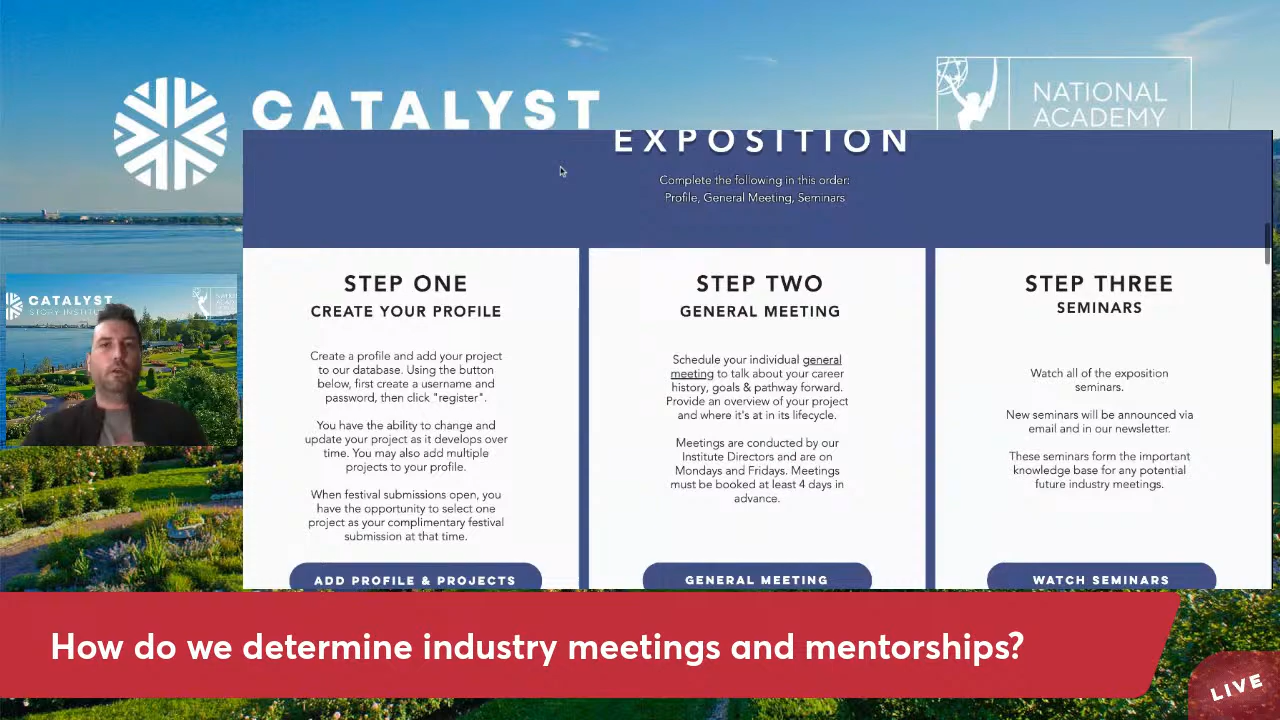 CATALYST
NATIONAL
ACADEMY
EXPOSITION
Complete the following in this order:
Profile, General Meeting, Seminars
CATALYST
STORY
STEP ONE
CREATE YOUR PROFILE
Create a profile and add your project
to our database. Using the button
below, first create a username and
password, then click "register".
You have the ability to change and
update your project as it develops over
time. You may also add multiple
projects to your profile.
When festival submissions open, you
have the opportunity to select one
project as your complimentary festival
submission at that time.
ADD PROFILE & PROJECTS
STEP TWO
GENERAL MEETING
Schedule your individual general
meeting to talk about your career
history, goals & pathway forward.
Provide an overview of your project
and where it's at in its lifecycle.
Meetings are conducted by our
Institute Directors and are on
Mondays and Fridays. Meetings
must be booked at least 4 days in
advance.
GENERAL MEETING
STEP THREE
SEMINARS
Watch all of the exposition
seminars.
New seminars will be announced via
email and in our newsletter.
These seminars form the important
knowledge base for any potential
future industry meetings.
WATCH SEMINARS
How do we determine industry meetings and mentorships?
LIVE